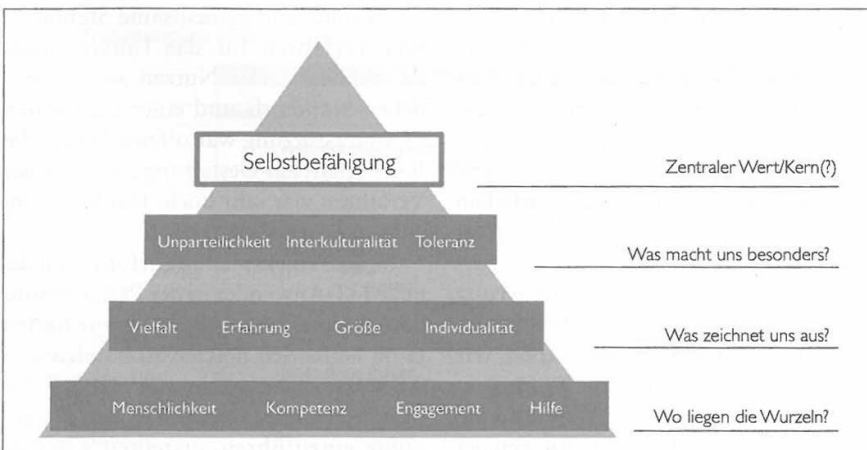 Selbstbefähigung
Zentraler Wert/Kern(?)
Unparteilichkeit Interkulturalität Toleranz
Was macht uns besonders?
Vielfalt Erfahrung Größe Individualität
Was zeichnet uns aus?
Menschlichkeit Kompetenz Engagement Hilfe
Wo liegen die Wurzeln?